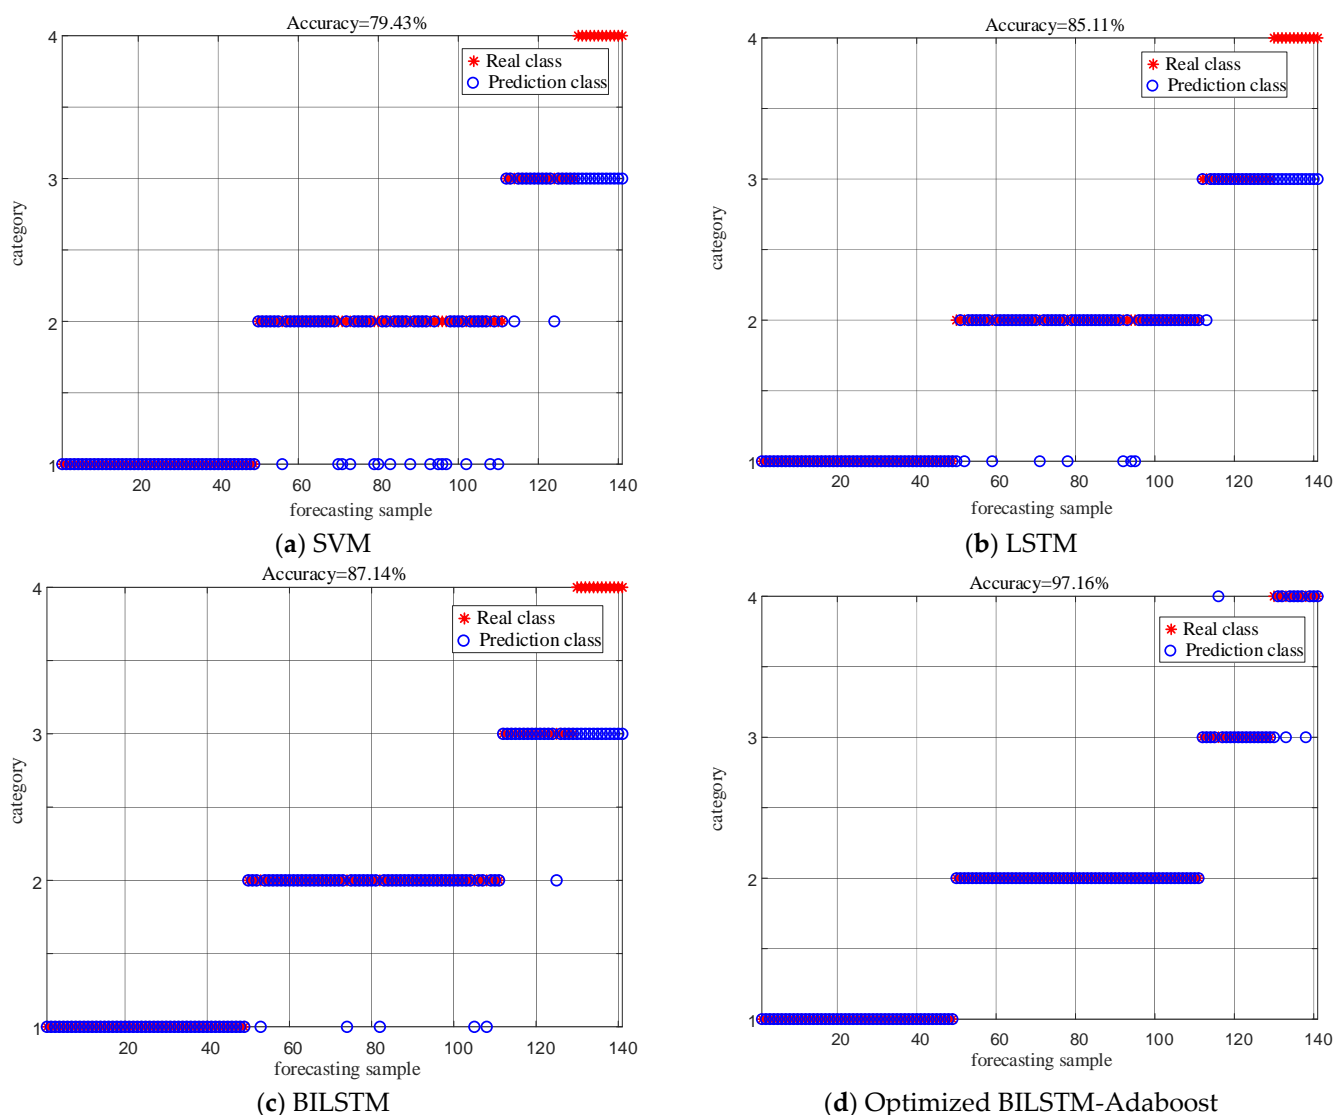 Accuracy=79.43%
4
3
2
1
category
Real class
Prediction class
20 40 60 80 100 120 140
forecasting sample
(a) SVM
Accuracy=85.11%
4
3
2
1
category
Real class
Prediction class
20 40 60 80 100 120 140
forecasting sample
(b) LSTM
Accuracy=87.14%
4
3
2
1
category
Real class
Prediction class
20 40 60 80 100 120 140
forecasting sample
(c) BILSTM
Accuracy=97.16%
4
3
2
1
category
Real class
Prediction class
20 40 60 80 100 120 140
forecasting sample
(d) Optimized BILSTM-Adaboost